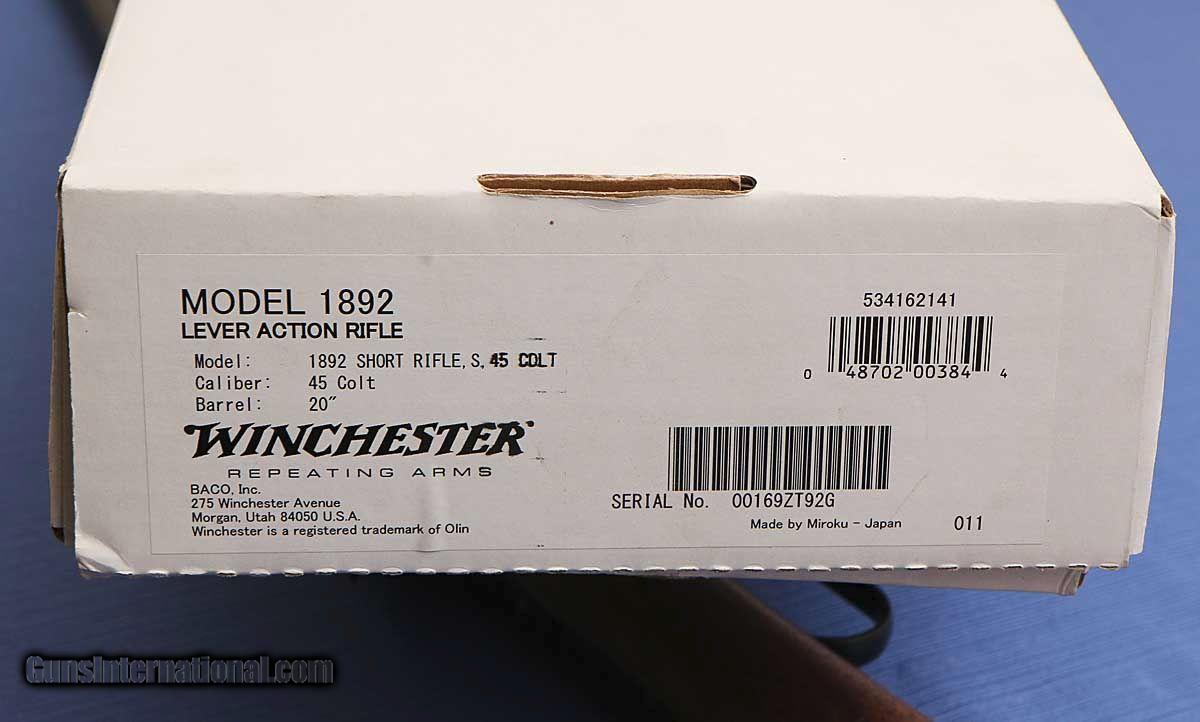 MODEL 1892
LEVER ACTION RIFLE
Model: 1892 SHORT RIFLE, S, 45 COLT
Caliber: 45 Colt
Barrel: 20″
WINCHESTER
REPEATING ARMS
BACO, Inc.
275 Winchester Avenue
Morgan, Utah 84050 U.S.A.
Winchester is a registered trademark of Olin
534162141
0 48702 00384 4
SERIAL No. 00169ZT92G
Made by Miroku - Japan 011
GunsInternational.com